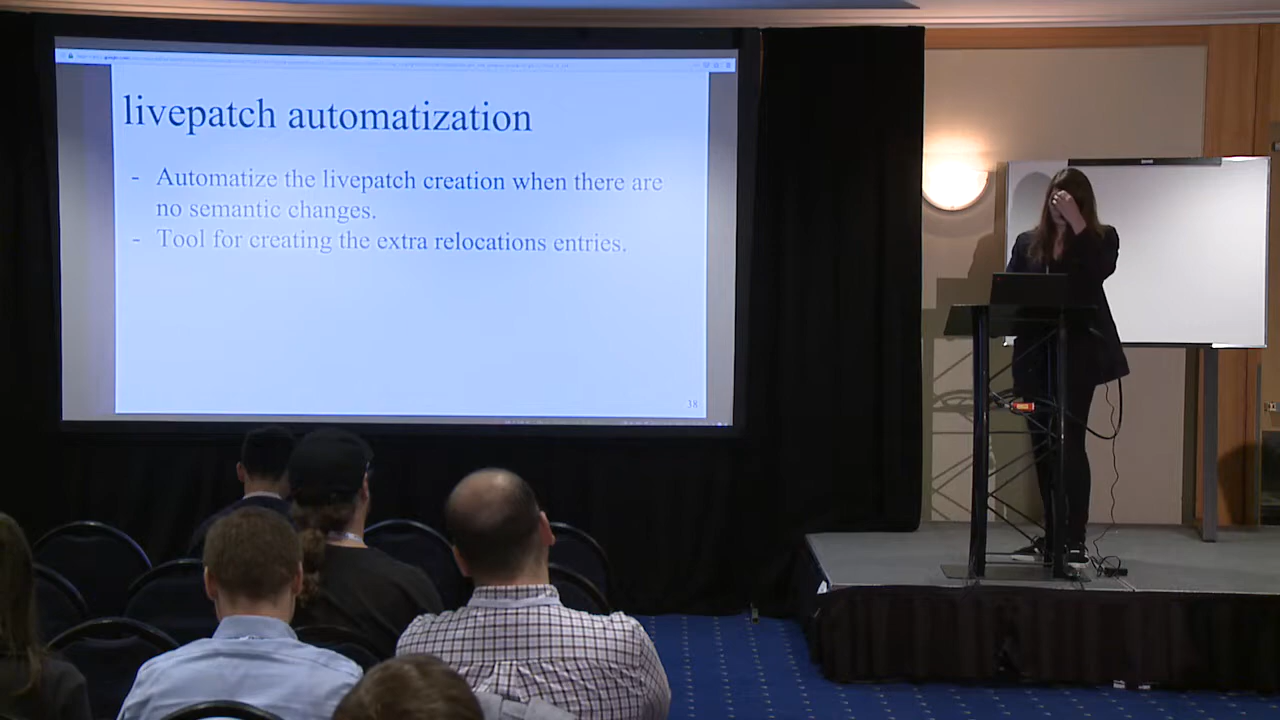 livepatch automatization
- Automatize the livepatch creation when there are
no semantic changes.
- Tool for creating the extra relocations entries.
38